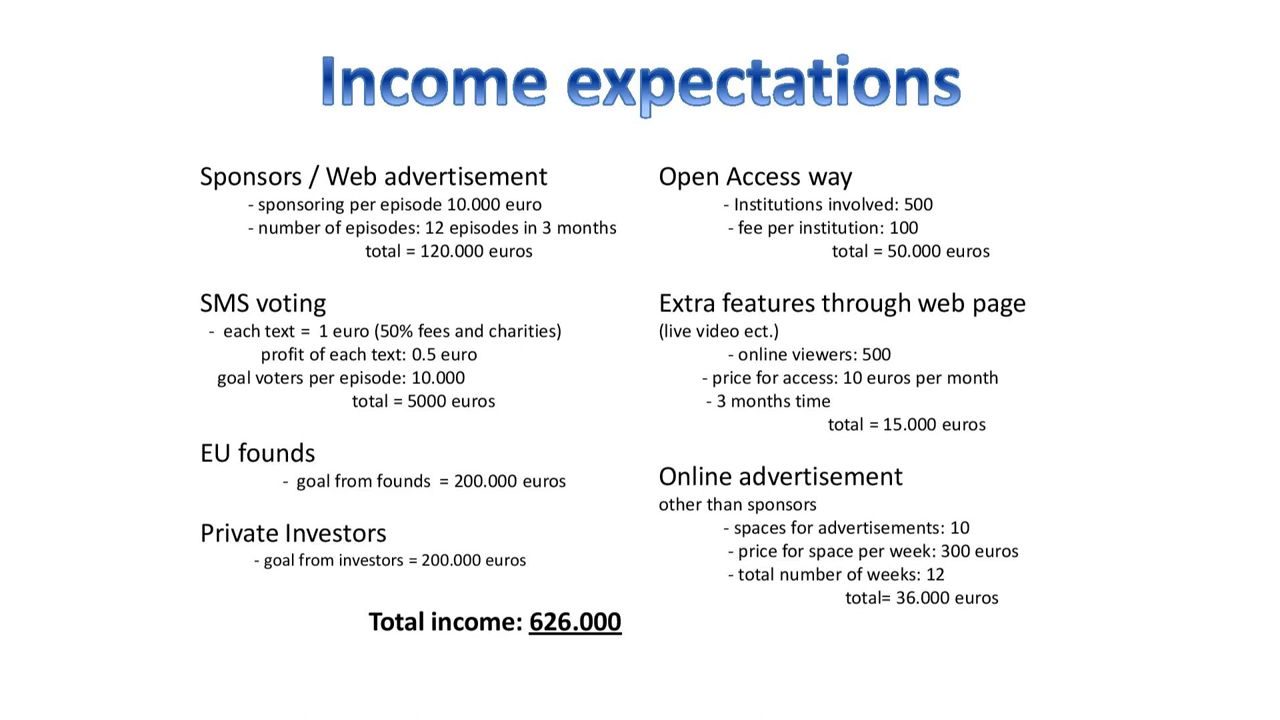 Income expectations
Sponsors / Web advertisement
- sponsoring per episode 10.000 euro
- number of episodes: 12 episodes in 3 months
total = 120.000 euros
SMS voting
- each text = 1 euro (50% fees and charities)
profit of each text: 0.5 euro
goal voters per episode: 10.000
total = 5000 euros
EU founds
- goal from founds = 200.000 euros
Private Investors
- goal from investors = 200.000 euros
Total income: 626.000
Open Access way
- Institutions involved: 500
- fee per institution: 100
total = 50.000 euros
Extra features through web page
(live video ect.)
- online viewers: 500
- price for access: 10 euros per month
- 3 months time
total = 15.000 euros
Online advertisement
other than sponsors
- spaces for advertisements: 10
- price for space per week: 300 euros
- total number of weeks: 12
total= 36.000 euros